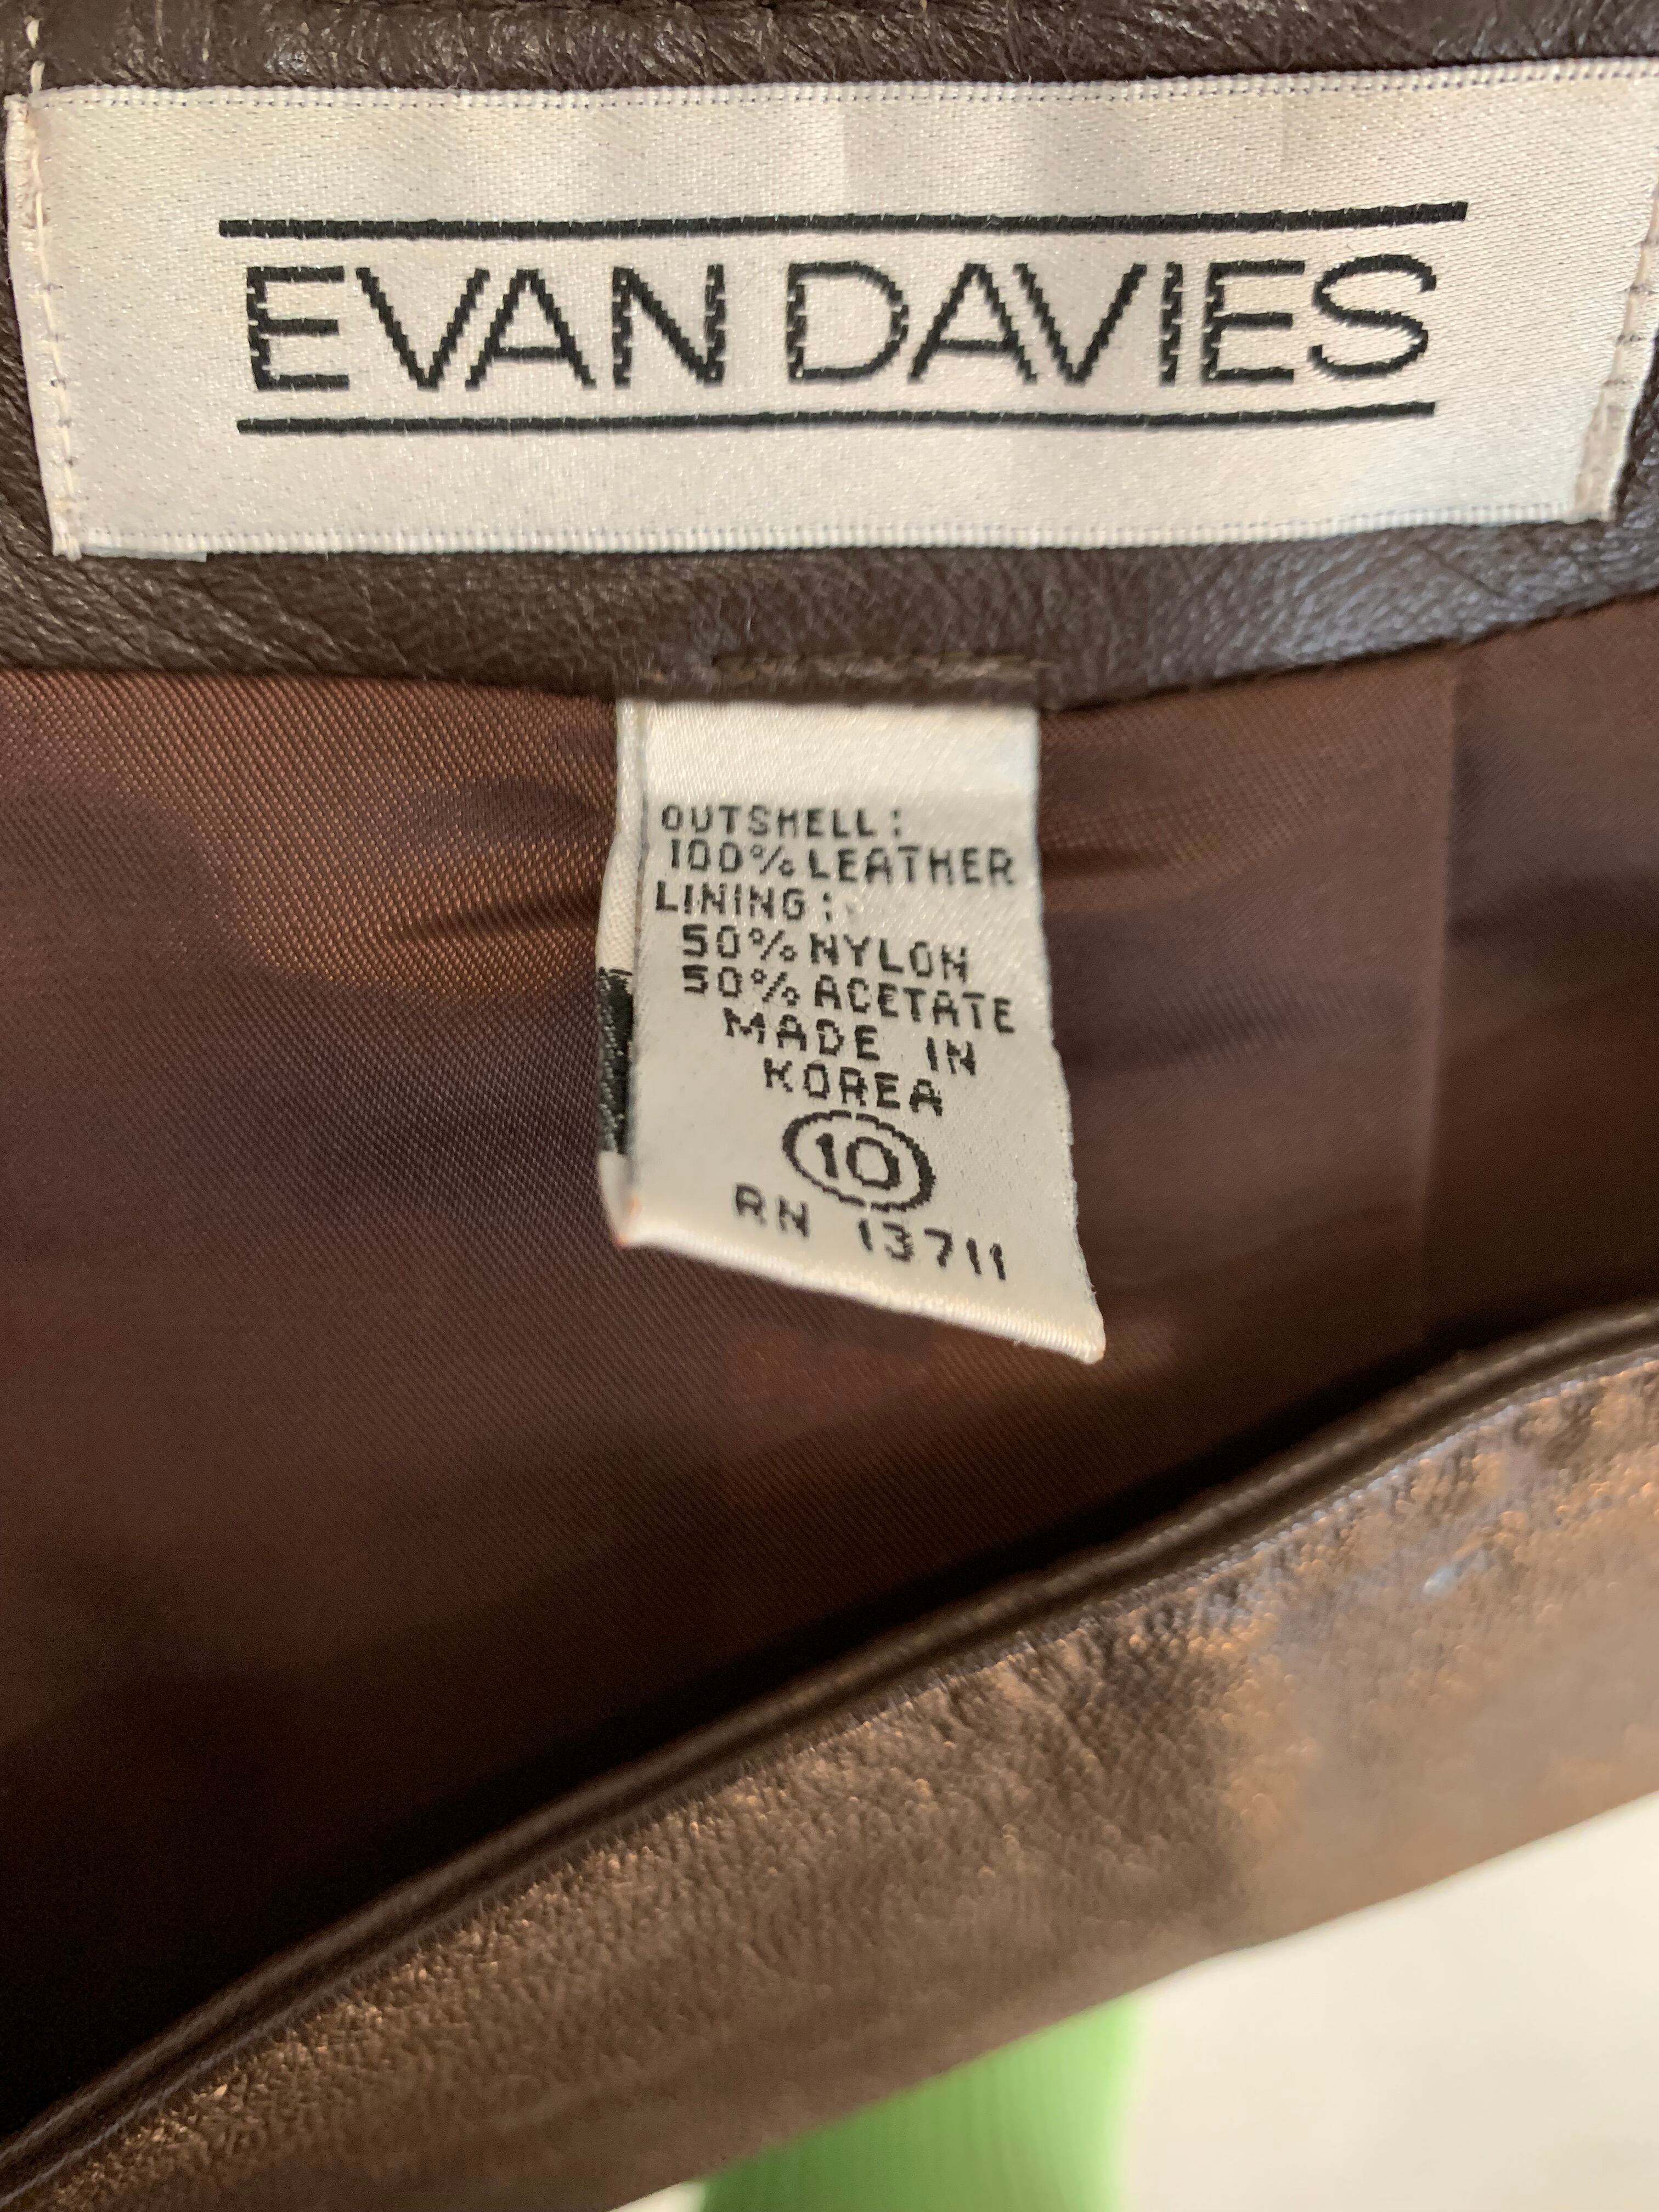 EVAN DAVIES
OUTSHELL:
100% LEATHER
LINING:
50% NYLON
50% ACETATE
MADE IN
KOREA
10
RN 13711